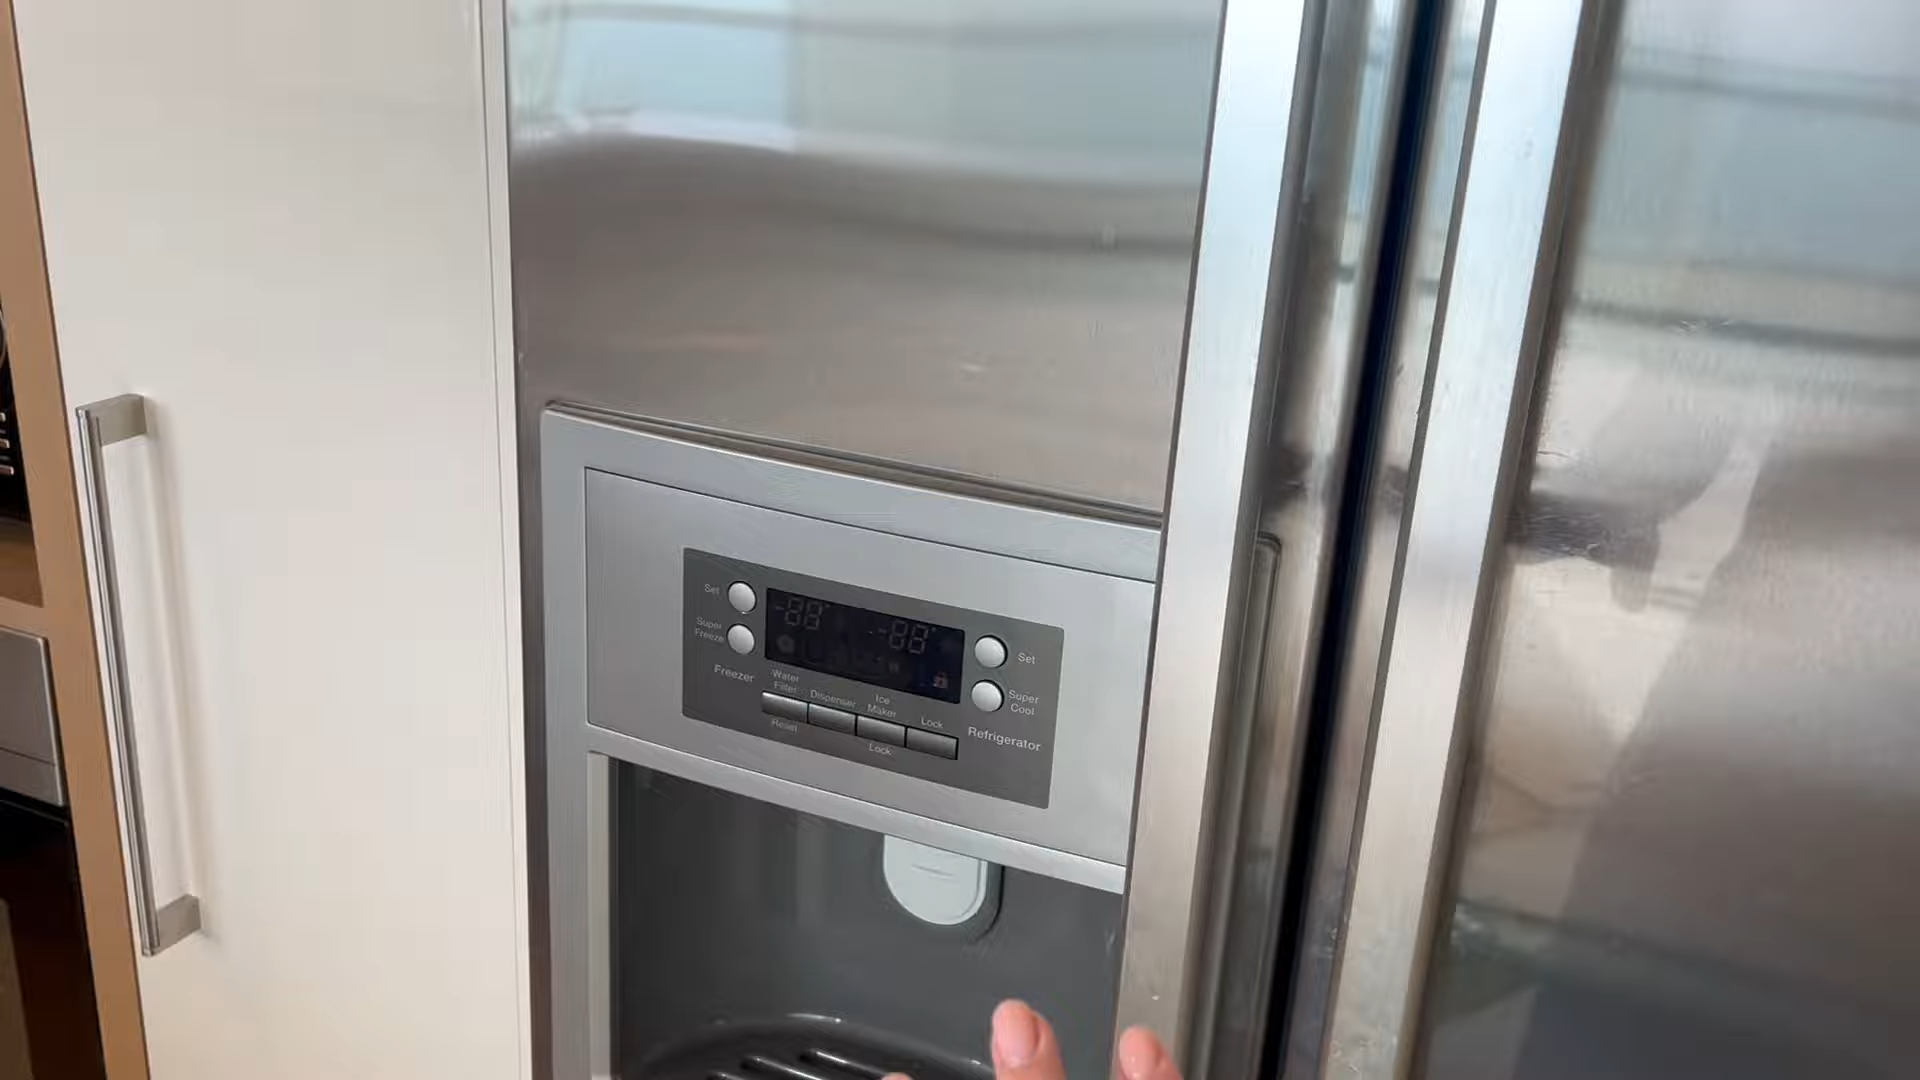 Set
Super
Freeze
Freezer
-88°
-88°
Water
Filter
Reset
Dispenser
Ice
Maker
Lock
Lock
Set
Super
Cool
Refrigerator